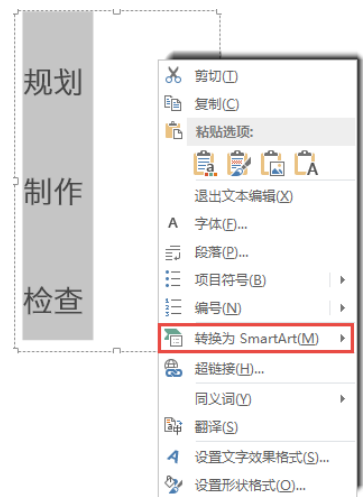 规划
制作
检查
剪切(T)
复制(C)
粘贴选项:
退出文本编辑(X)
字体(F)...
段落(P)...
项目符号(B)
编号(N)
转换为 SmartArt(M)
超链接(H)...
同义词(Y)
翻译(S)
设置文字效果格式(S)...
设置形状格式(O)...